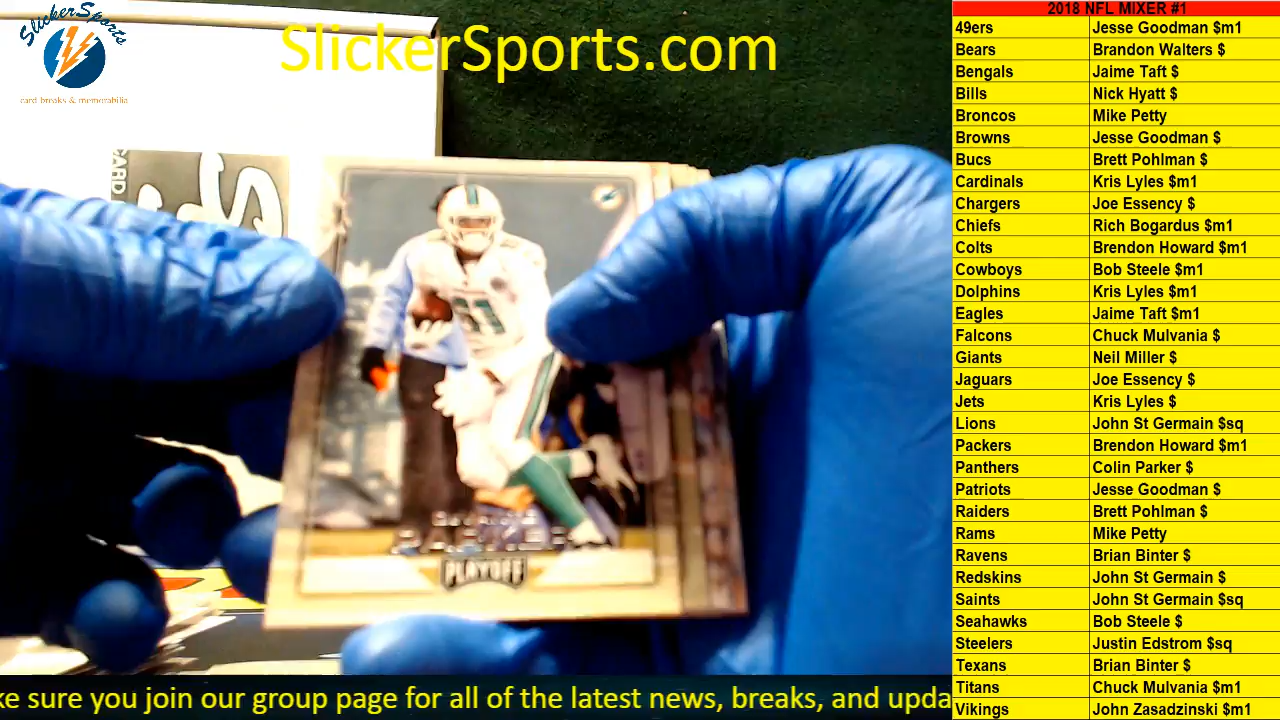 SlickerSports
card breaks & memorabilia
SlickerSports.com
CARD
PLAYOFF
ke sure you join our group page for all of the latest news, breaks, and upda
2018 NFL MIXER #1
49ers Jesse Goodman $m1
Bears Brandon Walters $
Bengals Jaime Taft $
Bills Nick Hyatt $
Broncos Mike Petty
Browns Jesse Goodman $
Bucs Brett Pohlman $
Cardinals Kris Lyles $m1
Chargers Joe Essency $
Chiefs Rich Bogardus $m1
Colts Brendon Howard $m1
Cowboys Bob Steele $m1
Dolphins Kris Lyles $m1
Eagles Jaime Taft $m1
Falcons Chuck Mulvania $
Giants Neil Miller $
Jaguars Joe Essency $
Jets Kris Lyles $
Lions John St Germain $sq
Packers Brendon Howard $m1
Panthers Colin Parker $
Patriots Jesse Goodman $
Raiders Brett Pohlman $
Rams Mike Petty
Ravens Brian Binter $
Redskins John St Germain $
Saints John St Germain $sq
Seahawks Bob Steele $
Steelers Justin Edstrom $sq
Texans Brian Binter $
Titans Chuck Mulvania $m1
Vikings John Zasadzinski $m1